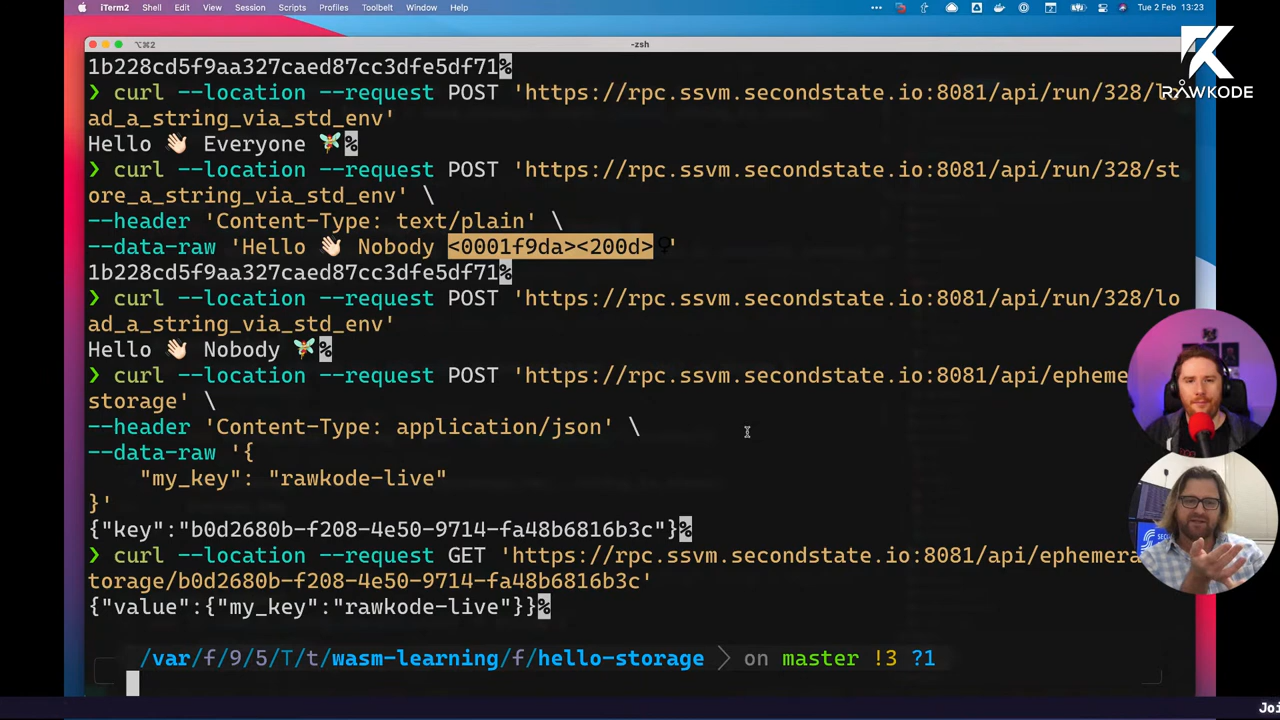 iTerm2 Shell Edit View Session Scripts Profiles Toolbelt Window Help Tue 2 Feb 13:23
⌥⌘2 -zsh
RAWKODE
1b228cd5f9aa327caed87cc3dfe5df71%
❯ curl --location --request POST 'https://rpc.ssvm.secondstate.io:8081/api/run/328/lo
ad_a_string_via_std_env'
Hello 👋🏻 Everyone 🧚%
❯ curl --location --request POST 'https://rpc.ssvm.secondstate.io:8081/api/run/328/st
ore_a_string_via_std_env' \
--header 'Content-Type: text/plain' \
--data-raw 'Hello 👋🏻 Nobody <0001f9da><200d>♀'
1b228cd5f9aa327caed87cc3dfe5df71%
❯ curl --location --request POST 'https://rpc.ssvm.secondstate.io:8081/api/run/328/lo
ad_a_string_via_std_env'
Hello 👋🏻 Nobody 🧚%
❯ curl --location --request POST 'https://rpc.ssvm.secondstate.io:8081/api/epheme
storage' \
--header 'Content-Type: application/json' \
--data-raw '{
"my_key": "rawkode-live"
}'
{"key":"b0d2680b-f208-4e50-9714-fa48b6816b3c"}%
❯ curl --location --request GET 'https://rpc.ssvm.secondstate.io:8081/api/ephemera
torage/b0d2680b-f208-4e50-9714-fa48b6816b3c'
{"value":{"my_key":"rawkode-live"}}%
/var/f/9/5/T/t/wasm-learning/f/hello-storage on master !3 ?1